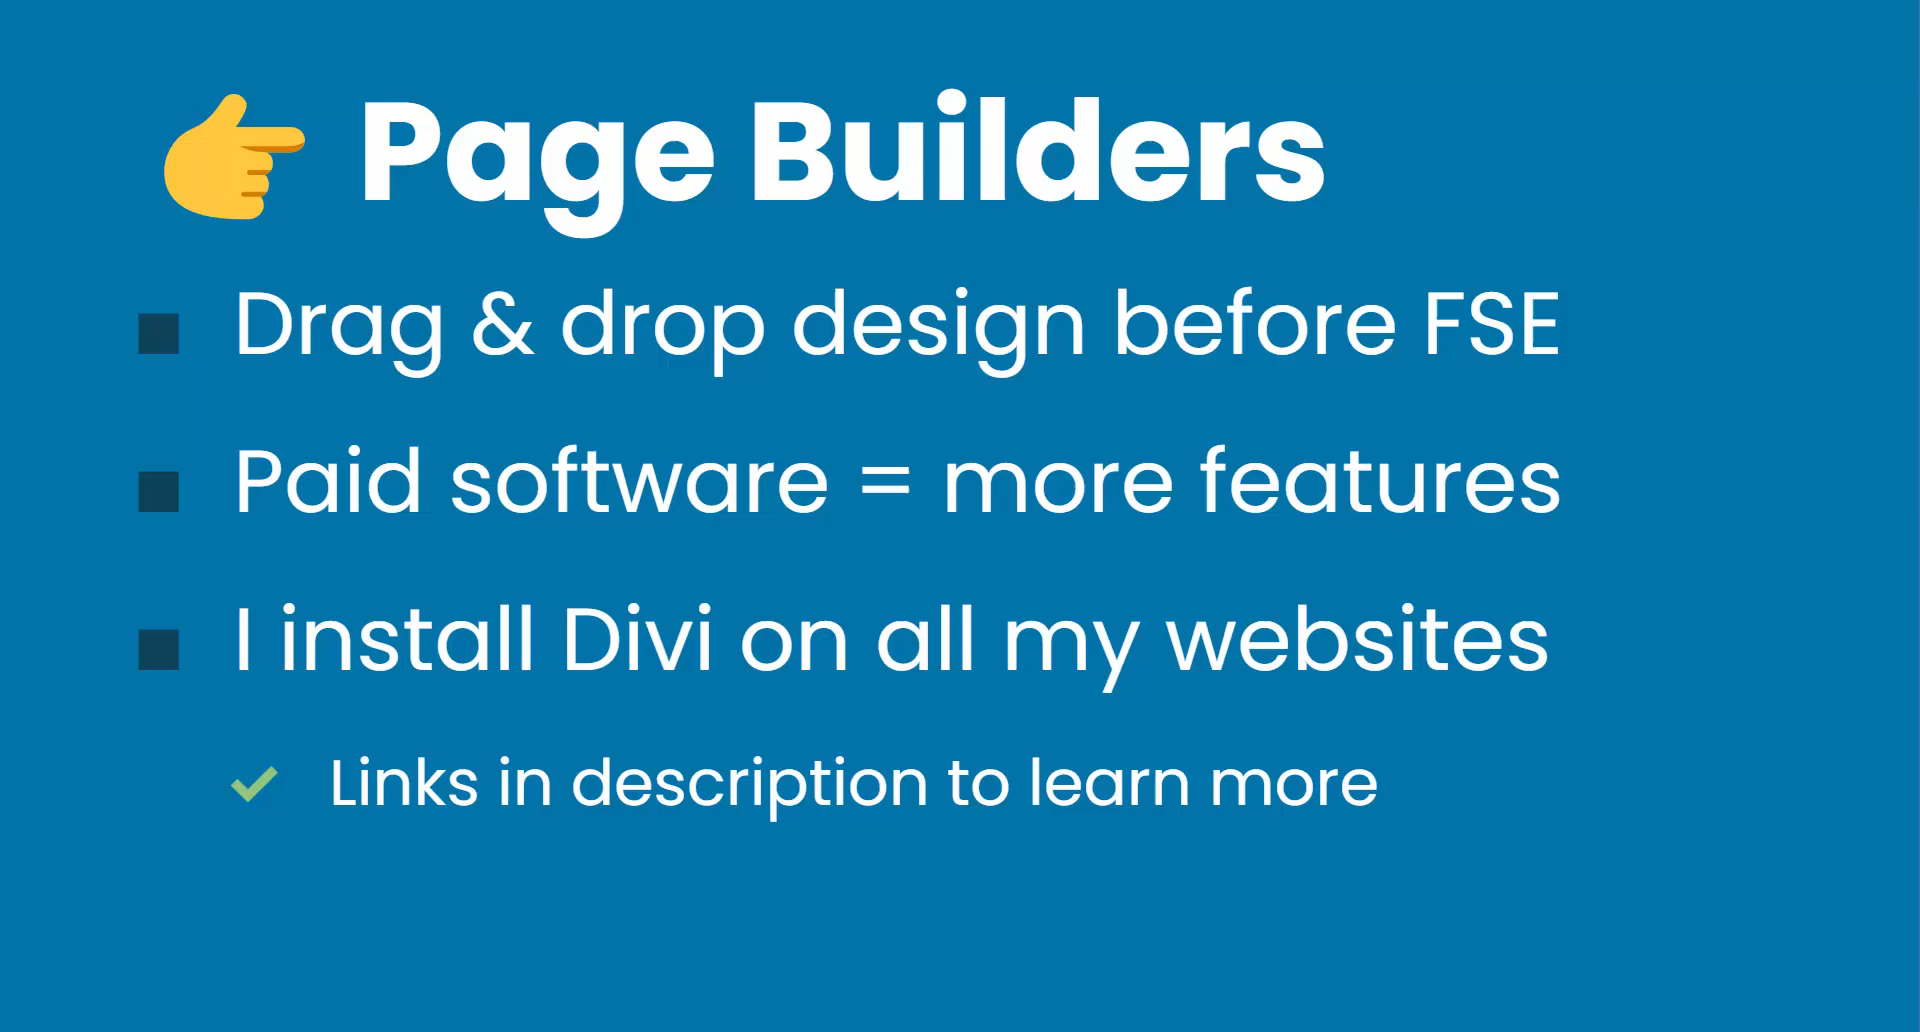 Page Builders
Drag & drop design before FSE
Paid software = more features
I install Divi on all my websites
Links in description to learn more